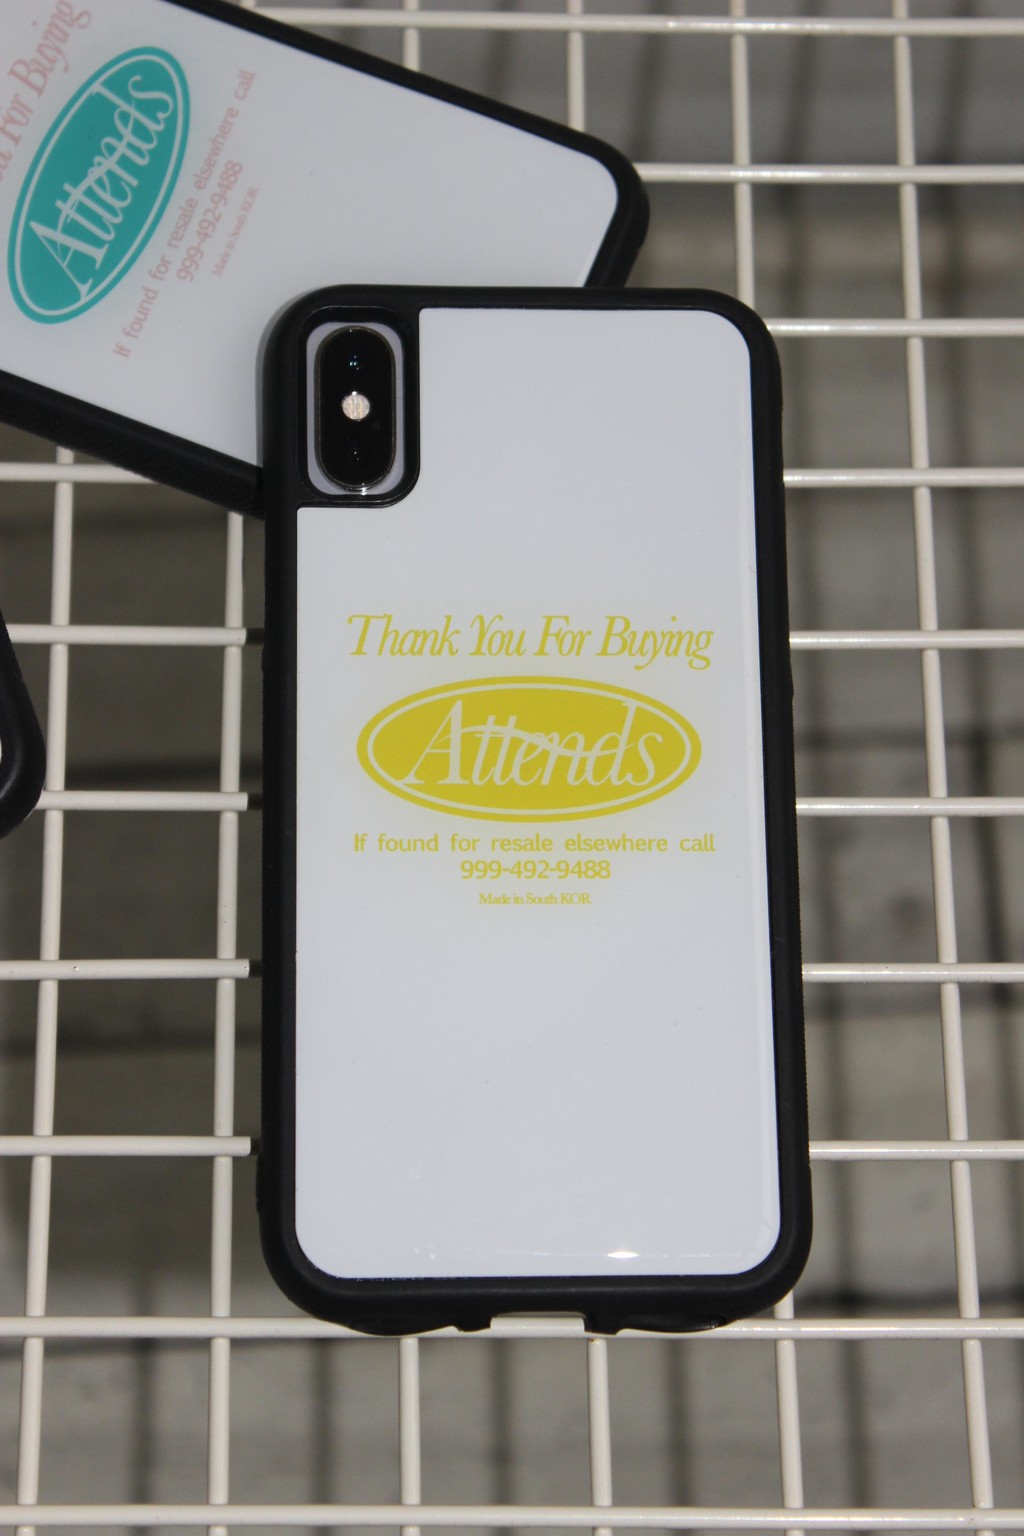 For Buying
Attends
If found for resale elsewhere call
999-492-9488
Made in South KOR
Thank You For Buying
Attends
If found for resale elsewhere call
999-492-9488
Made in South KOR